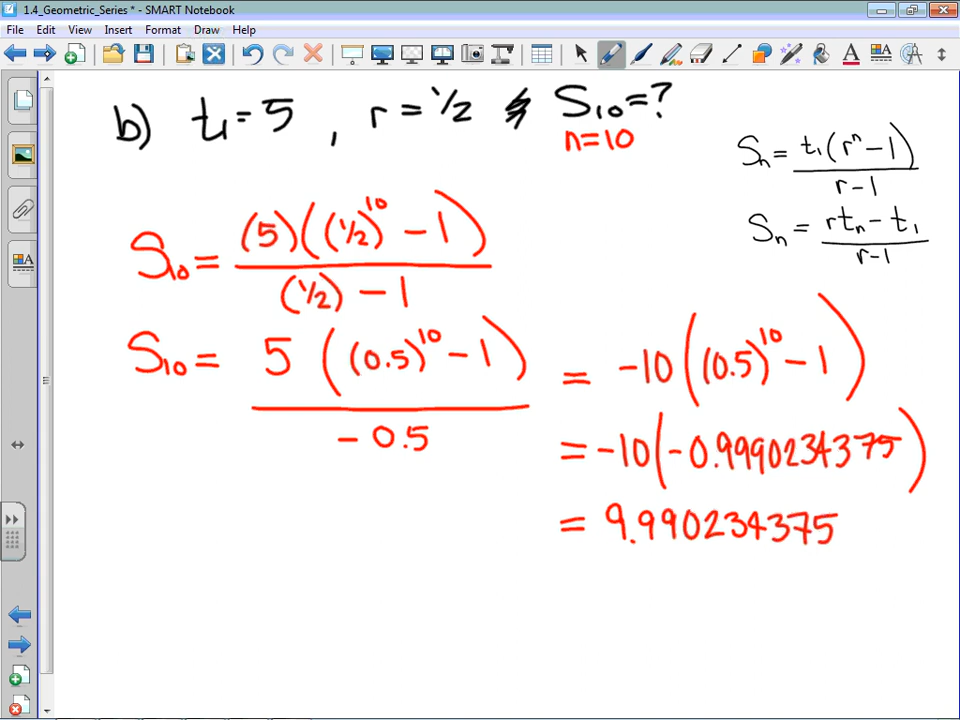 1.4_Geometric_Series * - SMART Notebook
File Edit View Insert Format Draw Help
b) t₁ = 5 , r = 1/2 S₁₀ = ?
n = 10
Sₙ = t₁(rⁿ - 1)
r - 1
Sₙ = rtₙ - t₁
r - 1
S₁₀ = (5)((1/2)¹⁰ - 1)
(1/2) - 1
S₁₀ = 5 ((0.5)¹⁰ - 1)
- 0.5
= -10((0.5)¹⁰ - 1)
= -10(-0.9990234375)
= 9.990234375